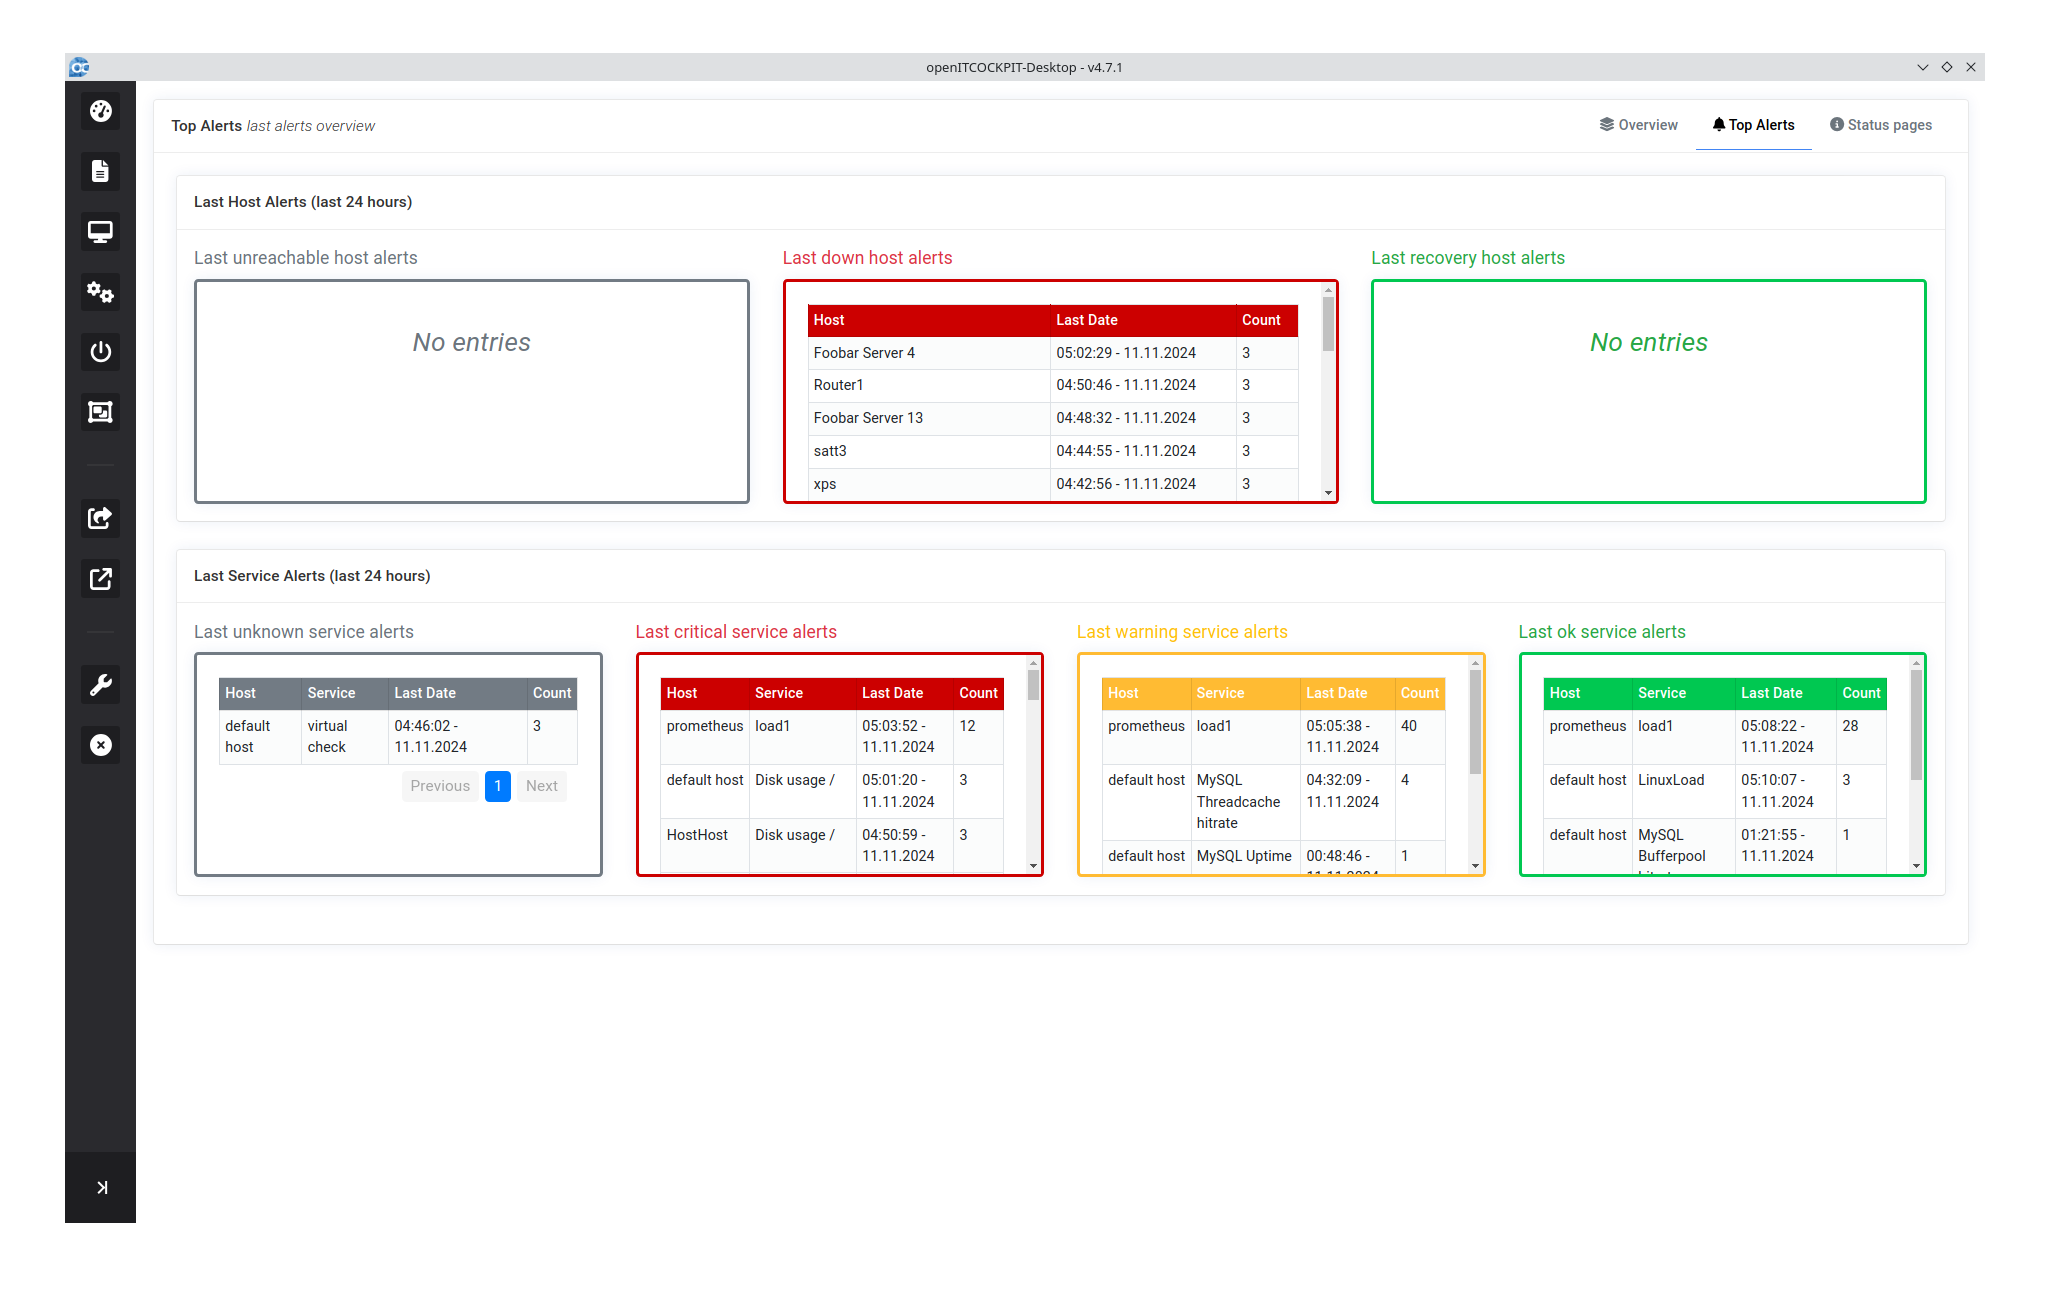 openITCOCKPIT-Desktop - v4.7.1
Top Alerts last alerts overview
Overview
Top Alerts
Status pages
Last Host Alerts (last 24 hours)
Last unreachable host alerts
No entries
Last down host alerts
Host Last Date Count
Foobar Server 4 05:02:29 - 11.11.2024 3
Router1 04:50:46 - 11.11.2024 3
Foobar Server 13 04:48:32 - 11.11.2024 3
satt3 04:44:55 - 11.11.2024 3
xps 04:42:56 - 11.11.2024 3
Last recovery host alerts
No entries
Last Service Alerts (last 24 hours)
Last unknown service alerts
Host Service Last Date Count
default virtual 04:46:02 - 3
host check 11.11.2024
Previous 1 Next
Last critical service alerts
Host Service Last Date Count
prometheus load1 05:03:52 - 12
11.11.2024
default host Disk usage / 05:01:20 - 3
11.11.2024
HostHost Disk usage / 04:50:59 - 3
11.11.2024
Last warning service alerts
Host Service Last Date Count
prometheus load1 05:05:38 - 40
11.11.2024
default host MySQL 04:32:09 - 4
Threadcache 11.11.2024
hitrate
default host MySQL Uptime 00:48:46 - 1
Last ok service alerts
Host Service Last Date Count
prometheus load1 05:08:22 - 28
11.11.2024
default host LinuxLoad 05:10:07 - 3
11.11.2024
default host MySQL 01:21:55 - 1
Bufferpool 11.11.2024